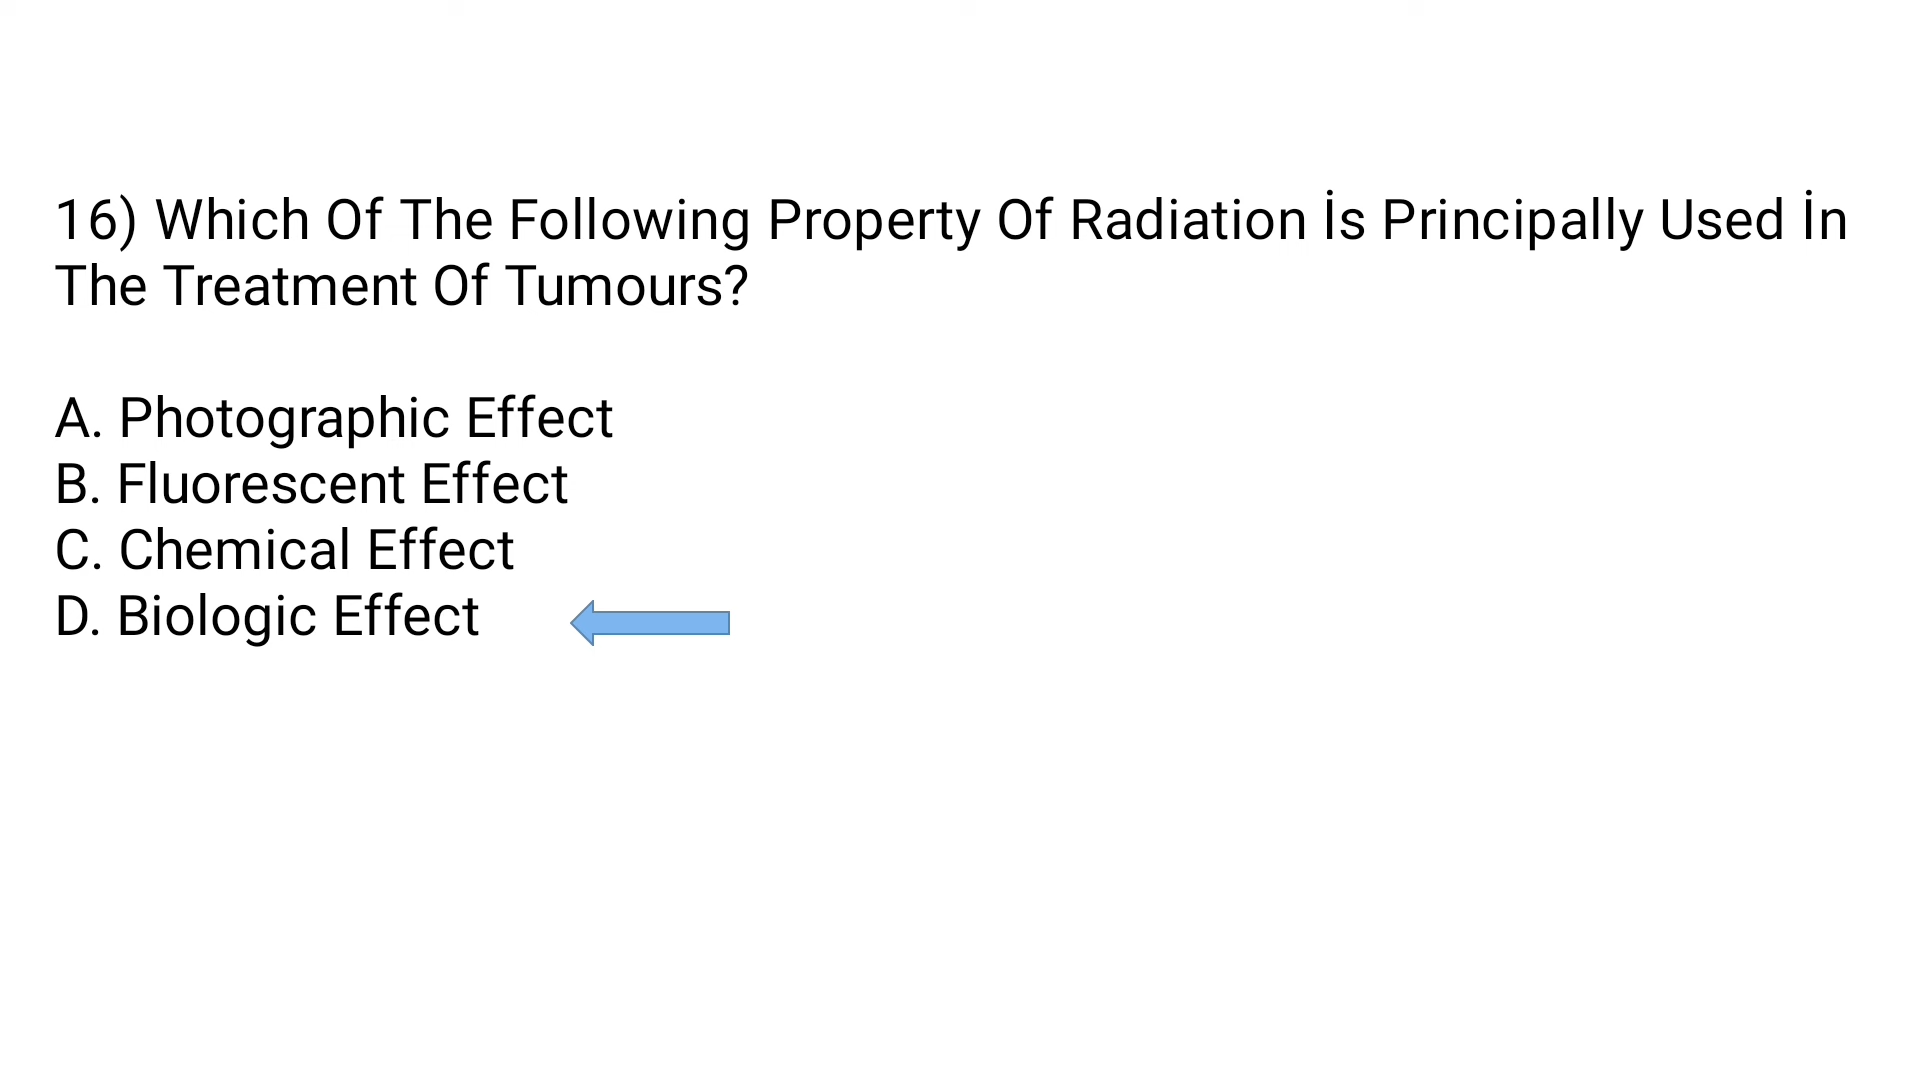 16) Which Of The Following Property Of Radiation İs Principally Used İn
The Treatment Of Tumours?
A. Photographic Effect
B. Fluorescent Effect
C. Chemical Effect
D. Biologic Effect